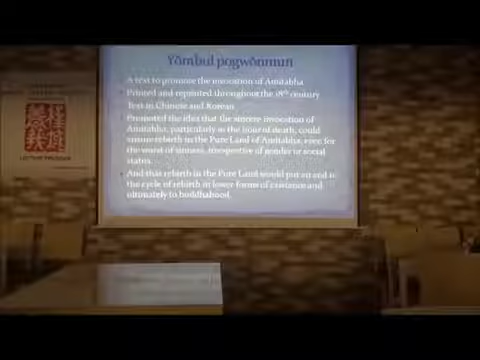 Yŏmbul pogwŏnmun
A text to promote the invocation of Amitabha
Printed and reprinted throughout the 18th century
Text in Chinese and Korean
Promoted the idea that the sincere invocation of
Amitabha, particularly at the hour of death, could
ensure rebirth in the Pure Land of Amitabha, even for
the worst of sinners, irrespective of gender or social
status.
And that rebirth in the Pure Land would put an end to
the cycle of rebirth in lower forms of existence and
ultimately to buddhahood.
LECTURE PROGRAM